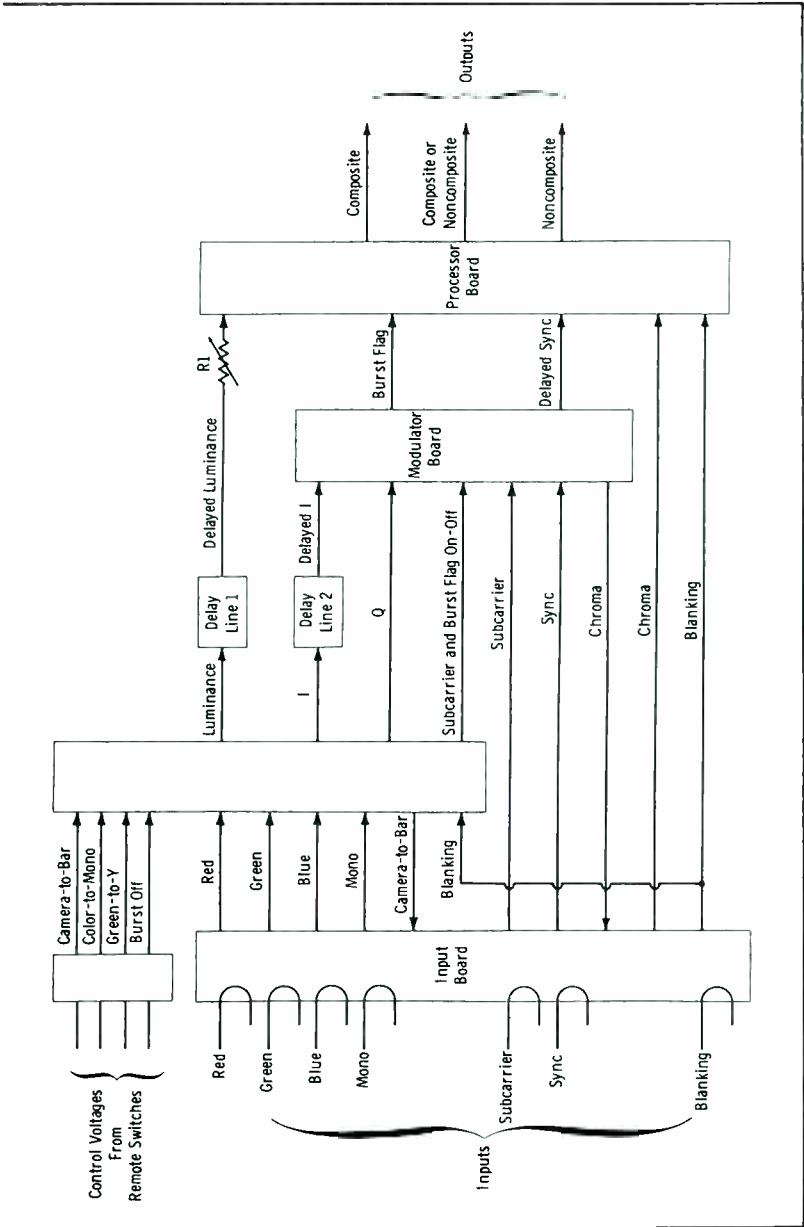 Control Voltages
From
Remote Switches
Camera-to-Bar
Color-to-Mono
Green-to-Y
Burst Off
Inputs
Red
Green
Blue
Mono
Subcarrier
Sync
Blanking
Input
Board
Red
Green
Blue
Mono
Camera-to-Bar
Blanking
Luminance
I
Q
Subcarrier and Burst Flag On-Off
Subcarrier
Sync
Chroma
Chroma
Blanking
Delay
Line 1
Delay
Line 2
Delayed Luminance
R1
Delayed I
Modulator
Board
Burst Flag
Delayed Sync
Processor
Board
Composite
Composite or
Noncomposite
Noncomposite
Outouts